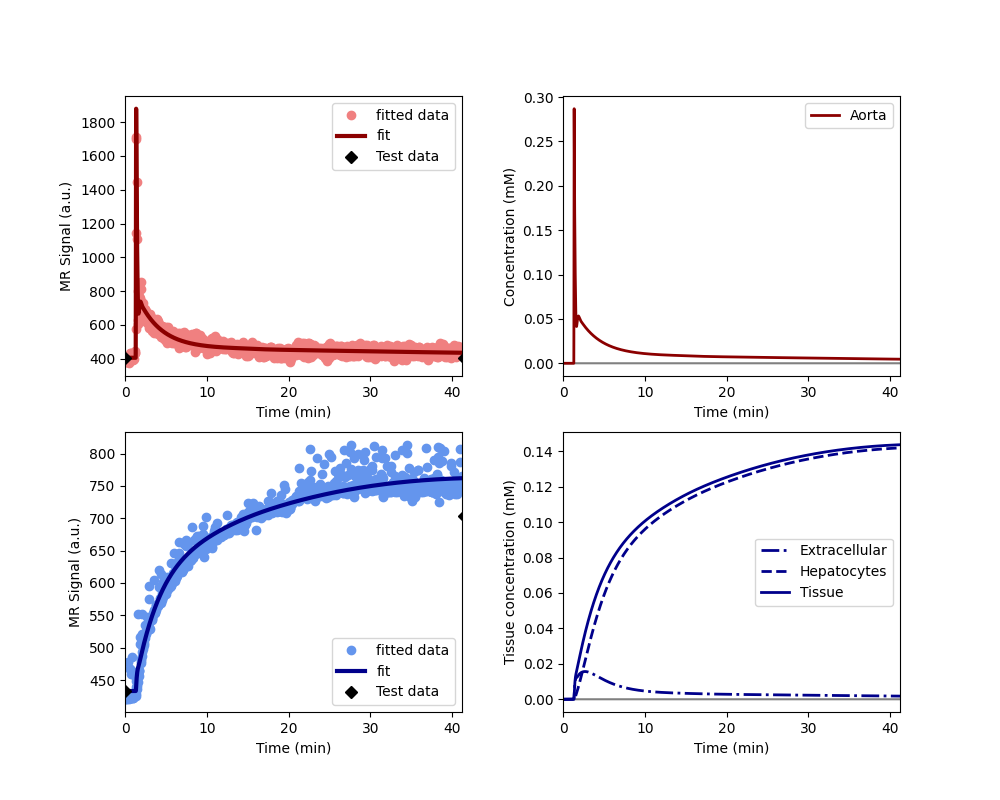 MR Signal (a.u.)
1800
1600
1400
1200
1000
800
600
400
0
10
20
30
40
Time (min)
fitted data
fit
Test data
Concentration (mM)
0.30
0.25
0.20
0.15
0.10
0.05
0.00
0
10
20
30
40
Time (min)
Aorta
MR Signal (a.u.)
800
750
700
650
600
550
500
450
0
10
20
30
40
Time (min)
fitted data
fit
Test data
Tissue concentration (mM)
0.14
0.12
0.10
0.08
0.06
0.04
0.02
0.00
0
10
20
30
40
Time (min)
Extracellular
Hepatocytes
Tissue